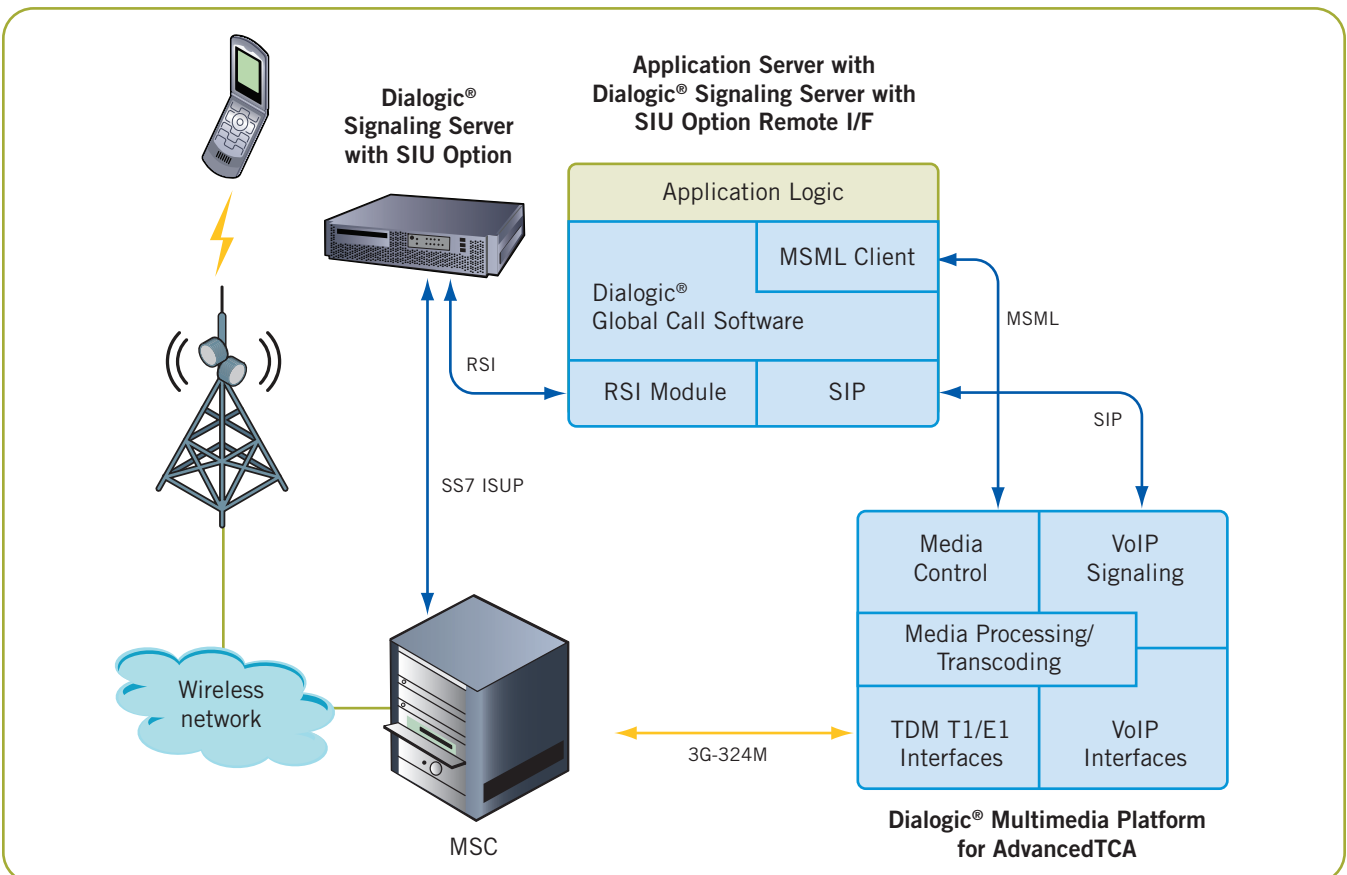 Dialogic®
Signaling Server
with SIU Option
Application Server with
Dialogic® Signaling Server with
SIU Option Remote I/F
Application Logic
MSML Client
Dialogic®
Global Call Software
RSI Module
SIP
RSI
MSML
SIP
SS7 ISUP
Media
Control
VoIP
Signaling
Media Processing/
Transcoding
TDM T1/E1
Interfaces
VoIP
Interfaces
Wireless
network
3G-324M
MSC
Dialogic® Multimedia Platform
for AdvancedTCA